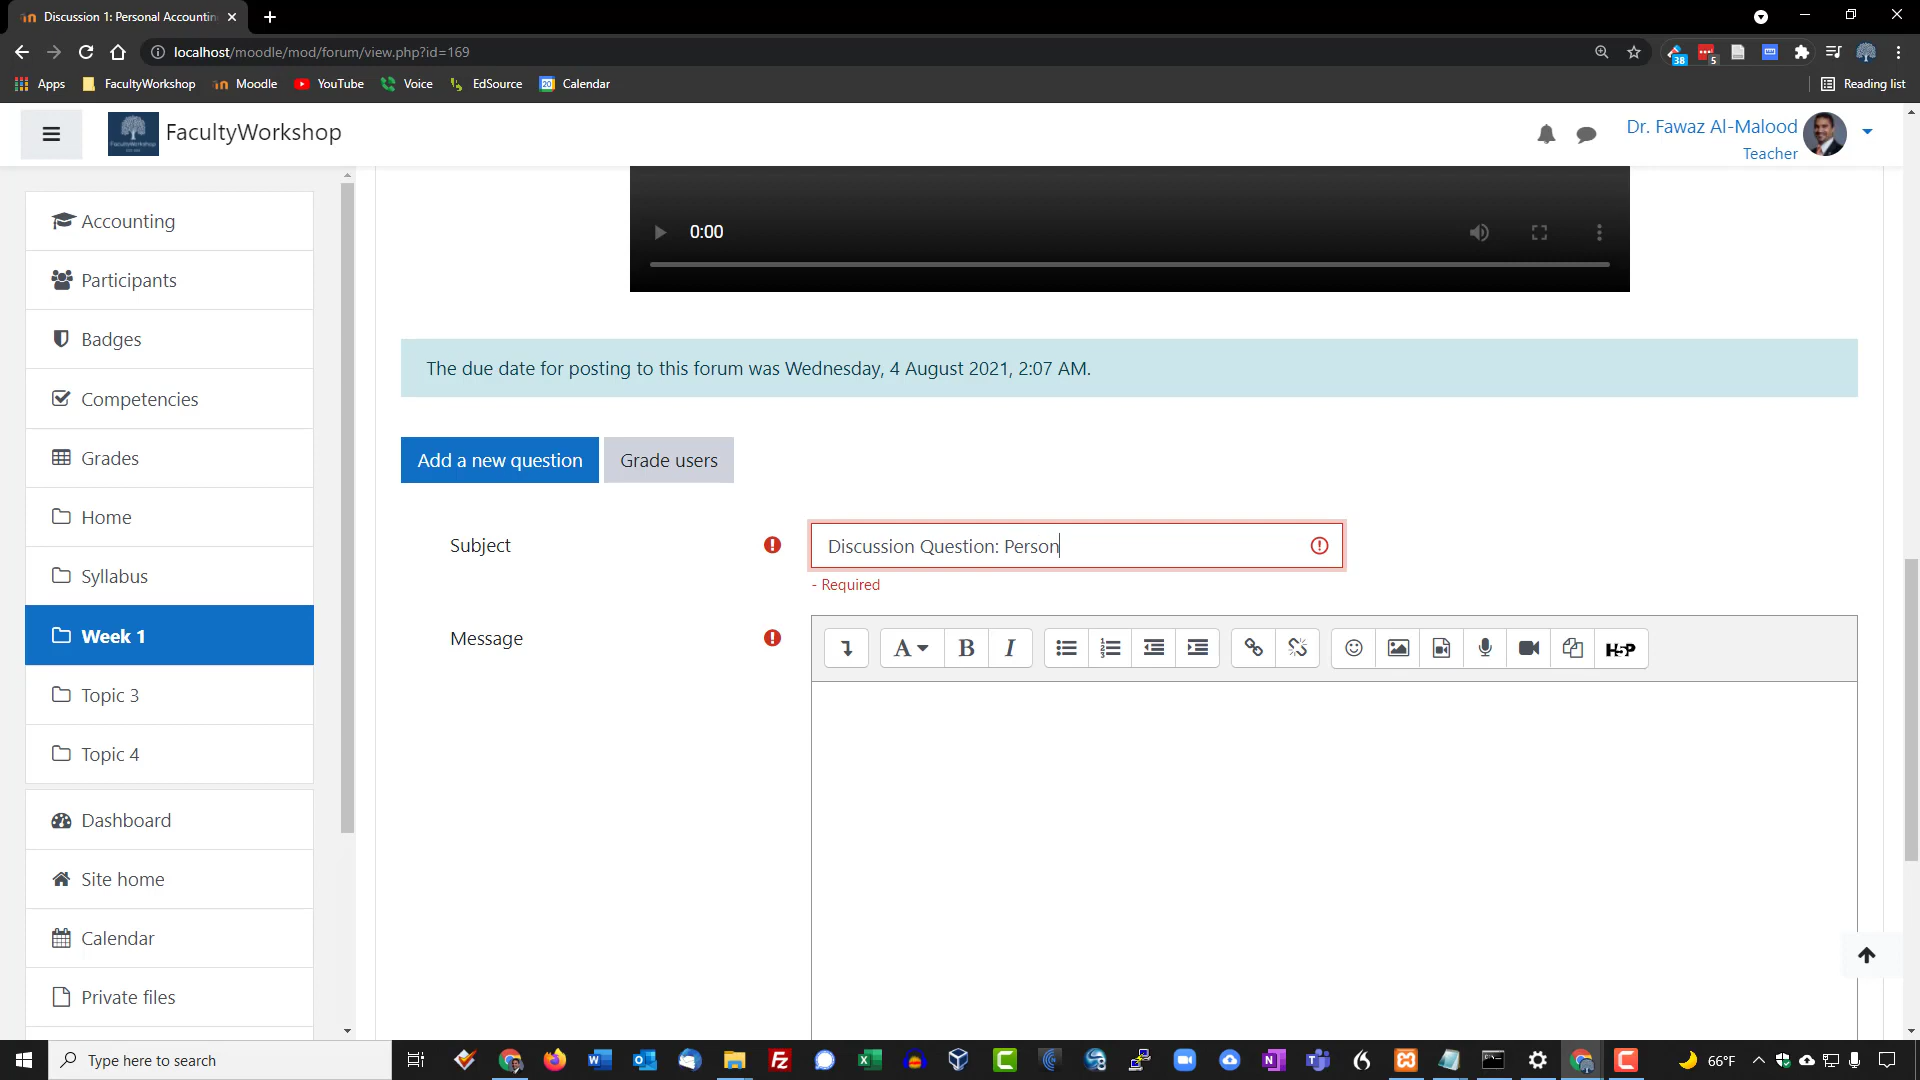 Discussion 1: Personal Accountin
localhost/moodle/mod/forum/view.php?id=169
38
5
Apps
FacultyWorkshop
Moodle
YouTube
Voice
EdSource
20
Calendar
Reading list
FacultyWorkshop
Dr. Fawaz Al-Malood
Teacher
Accounting
Participants
Badges
Competencies
Grades
Home
Syllabus
Week 1
Topic 3
Topic 4
Dashboard
Site home
Calendar
Private files
0:00
The due date for posting to this forum was Wednesday, 4 August 2021, 2:07 AM.
Add a new question
Grade users
Subject
Discussion Question: Person
- Required
Message
A
B
I
H5P
Type here to search
66°F